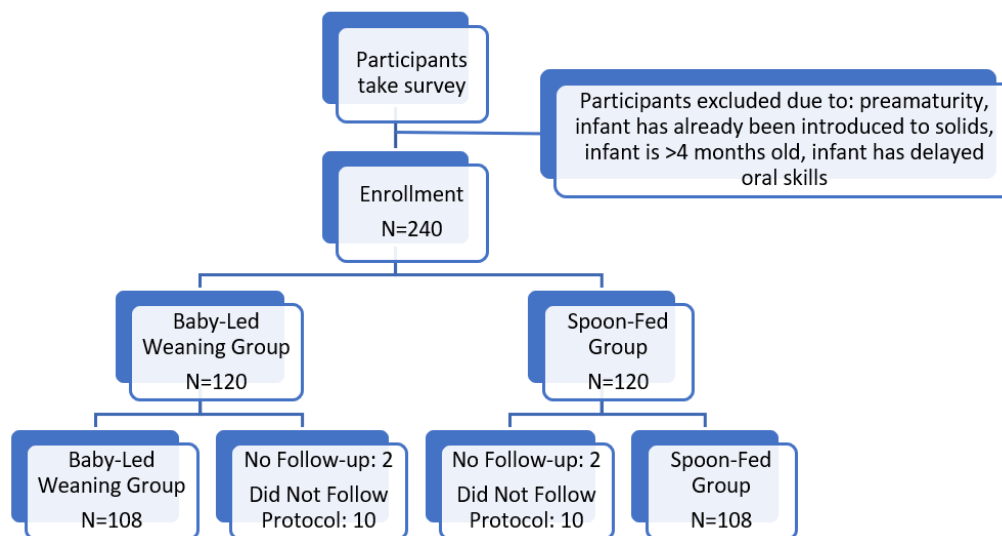 Participants
take survey
Participants excluded due to: preamaturity,
infant has already been introduced to solids,
infant is >4 months old, infant has delayed
oral skills
Enrollment
N=240
Baby-Led
Weaning Group
N=120
Spoon-Fed
Group
N=120
Baby-Led
Weaning Group
N=108
No Follow-up: 2
Did Not Follow
Protocol: 10
No Follow-up: 2
Did Not Follow
Protocol: 10
Spoon-Fed
Group
N=108